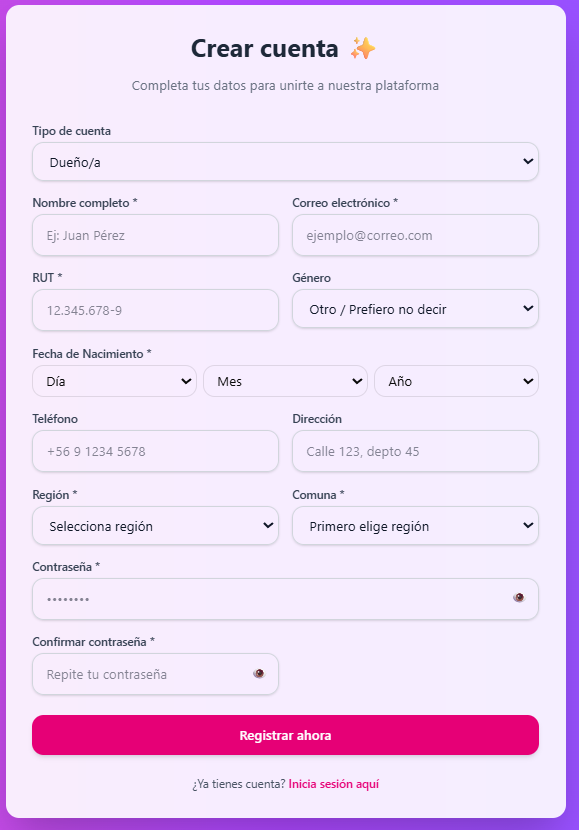 Crear cuenta ✨
Completa tus datos para unirte a nuestra plataforma
Tipo de cuenta
Dueño/a
Nombre completo * Correo electrónico *
Ej: Juan Pérez ejemplo@correo.com
RUT * Género
12.345.678-9 Otro / Prefiero no decir
Fecha de Nacimiento *
Día Mes Año
Teléfono Dirección
+56 9 1234 5678 Calle 123, depto 45
Región * Comuna *
Selecciona región Primero elige región
Contraseña *
••••••••
Confirmar contraseña *
Repite tu contraseña
Registrar ahora
¿Ya tienes cuenta? Inicia sesión aquí